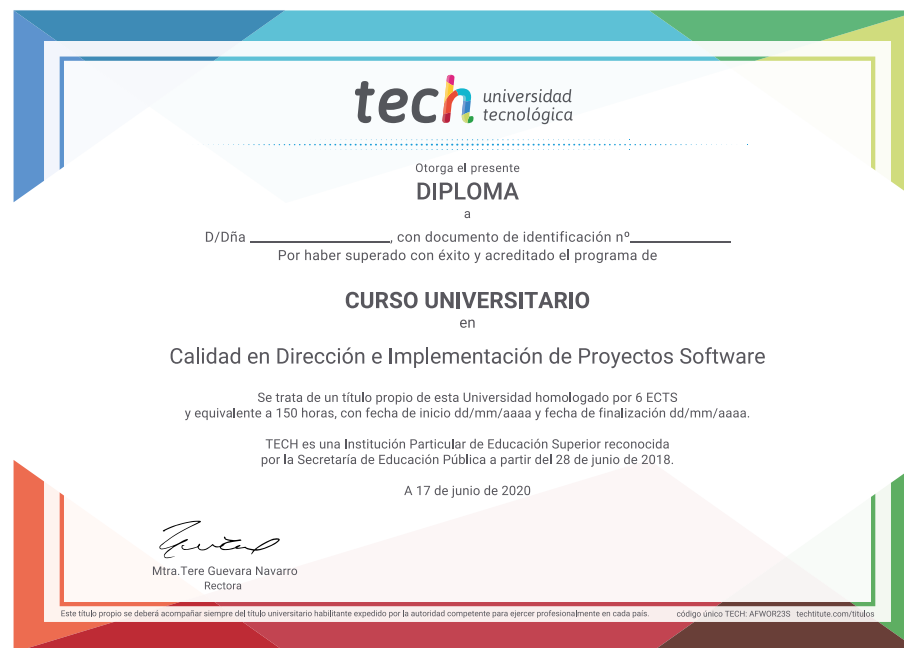 tech universidad
tecnológica
Otorga el presente
DIPLOMA
a
D/Dña ____________________, con documento de identificación nº______________
Por haber superado con éxito y acreditado el programa de
CURSO UNIVERSITARIO
en
Calidad en Dirección e Implementación de Proyectos Software
Se trata de un título propio de esta Universidad homologado por 6 ECTS
y equivalente a 150 horas, con fecha de inicio dd/mm/aaaa y fecha de finalización dd/mm/aaaa.
TECH es una Institución Particular de Educación Superior reconocida
por la Secretaría de Educación Pública a partir del 28 de junio de 2018.
A 17 de junio de 2020
Mtra.Tere Guevara Navarro
Rectora
Este título propio se deberá acompañar siempre del título universitario habilitante expedido por la autoridad competente para ejercer profesionalmente en cada país. código único TECH: AFWOR23S techtitute.com/titulos